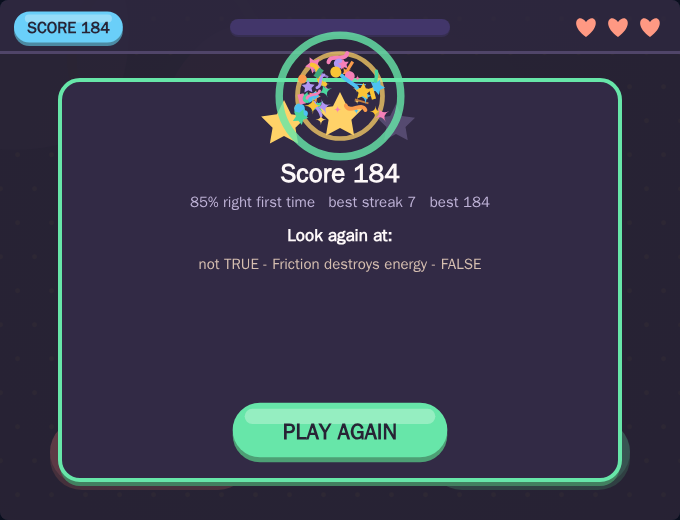 SCORE 184
Score 184
85% right first time best streak 7 best 184
Look again at:
not TRUE - Friction destroys energy - FALSE
PLAY AGAIN